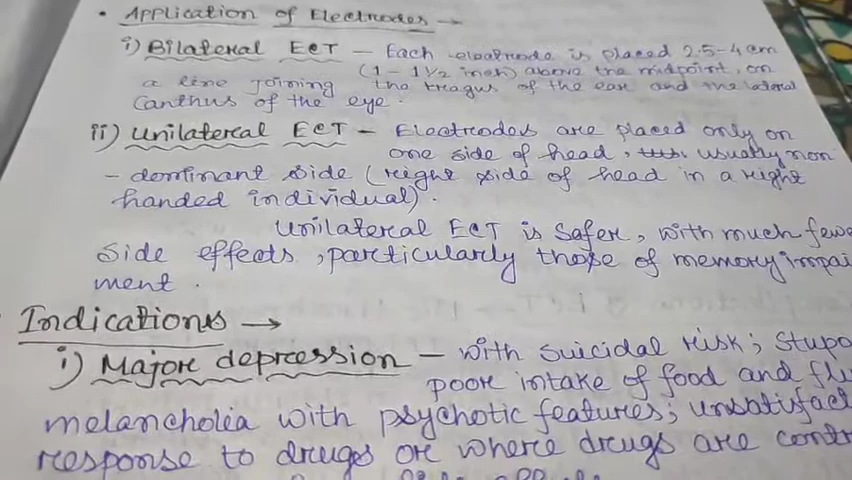 • Application of Electrodes →
i) Bilateral ECT – Each electrode is placed 2.5-4 cm
(1 - 1 1/2 inch) above the midpoint, on
a line joining the tragus of the ear and the lateral
canthus of the eye.
ii) Unilateral ECT – Electrodes are placed only on
one side of head, usually non
- dominant side (right side of head in a right
handed individual).
Unilateral ECT is safer, with much fewe
side effects, particularly those of memory impai
ment.
Indications →
i) Major depression – with suicidal risk; stupo
poor intake of food and flu
melancholia with psychotic features; unsatisfact
response to drugs or where drugs are contr